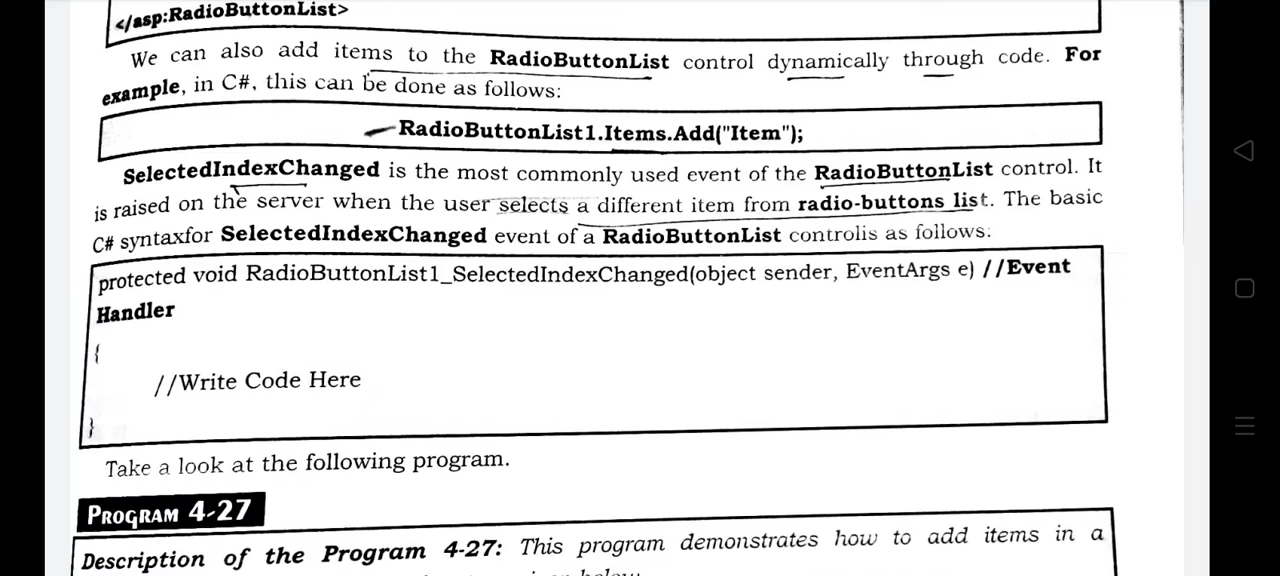 </asp:RadioButtonList>
We can also add items to the RadioButtonList control dynamically through code. For
example, in C#, this can be done as follows:
RadioButtonList1.Items.Add("Item");
SelectedIndexChanged is the most commonly used event of the RadioButtonList control. It
is raised on the server when the user selects a different item from radio-buttons list. The basic
C# syntaxfor SelectedIndexChanged event of a RadioButtonList controlis as follows:
protected void RadioButtonList1_SelectedIndexChanged(object sender, EventArgs e) //Event
Handler
{
//Write Code Here
}
Take a look at the following program.
PROGRAM 4-27
Description of the Program 4-27: This program demonstrates how to add items in a